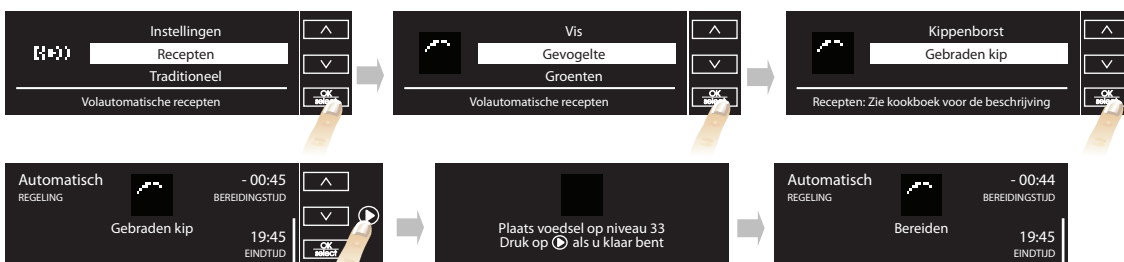 Instellingen
Recepten
Traditioneel
Volautomatische recepten
OK
select
Vis
Gevogelte
Groenten
Volautomatische recepten
OK
select
Kippenborst
Gebraden kip
Recepten: Zie kookboek voor de beschrijving
OK
select
Automatisch
REGELING
- 00:45
BEREIDINGSTIJD
Gebraden kip
19:45
EINDTIJD
OK
select
Plaats voedsel op niveau 33
Druk op als u klaar bent
Automatisch
REGELING
- 00:44
BEREIDINGSTIJD
Bereiden
19:45
EINDTIJD